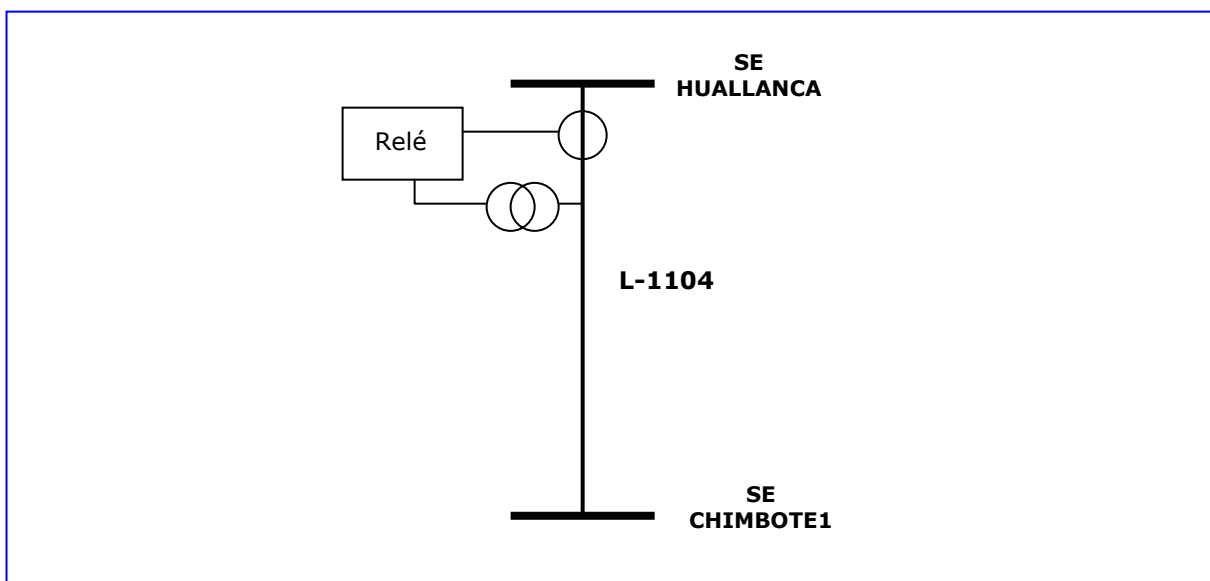 SE
HUALLANCA
Relé
L-1104
SE
CHIMBOTE1